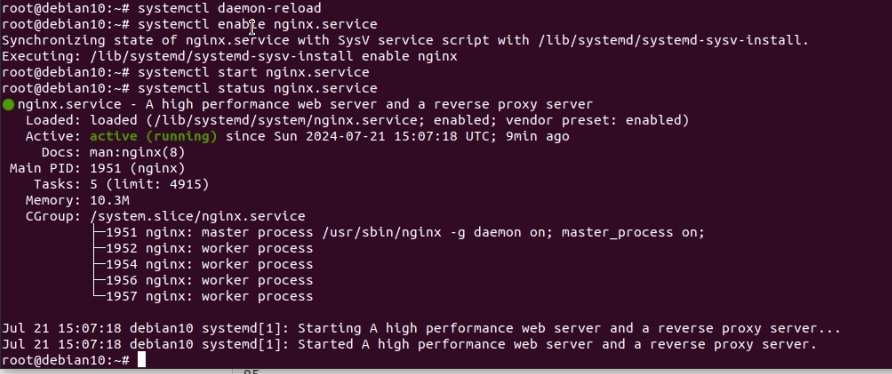 root@debian10:~# systemctl daemon-reload
root@debian10:~# systemctl enable nginx.service
Synchronizing state of nginx.service with SysV service script with /lib/systemd/systemd-sysv-install.
Executing: /lib/systemd/systemd-sysv-install enable nginx
root@debian10:~# systemctl start nginx.service
root@debian10:~# systemctl status nginx.service
● nginx.service - A high performance web server and a reverse proxy server
   Loaded: loaded (/lib/systemd/system/nginx.service; enabled; vendor preset: enabled)
   Active: active (running) since Sun 2024-07-21 15:07:18 UTC; 9min ago
     Docs: man:nginx(8)
 Main PID: 1951 (nginx)
    Tasks: 5 (limit: 4915)
   Memory: 10.3M
   CGroup: /system.slice/nginx.service
           ├─1951 nginx: master process /usr/sbin/nginx -g daemon on; master_process on;
           ├─1952 nginx: worker process
           ├─1954 nginx: worker process
           ├─1956 nginx: worker process
           └─1957 nginx: worker process

Jul 21 15:07:18 debian10 systemd[1]: Starting A high performance web server and a reverse proxy server...
Jul 21 15:07:18 debian10 systemd[1]: Started A high performance web server and a reverse proxy server.
root@debian10:~#